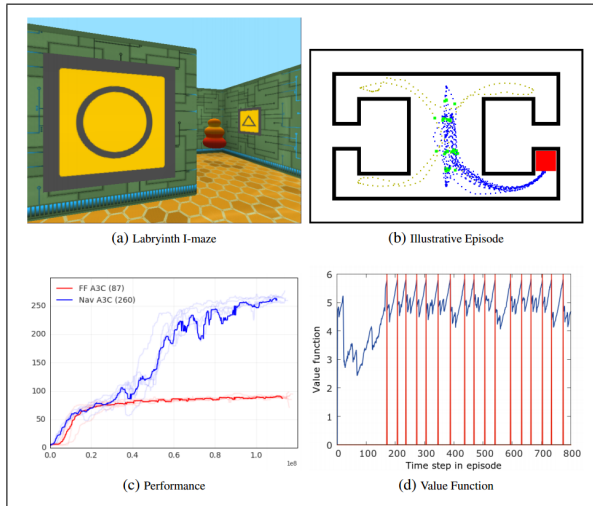 (a) Labryinth I-maze
(b) Illustrative Episode
FF A3C (87)
Nav A3C (260)
250
200
150
100
50
0
0.0
0.2
0.4
0.6
0.8
1.0
1e8
(c) Performance
Value function
6
5
4
3
2
1
0
0 100 200 300 400 500 600 700 800
Time step in episode
(d) Value Function